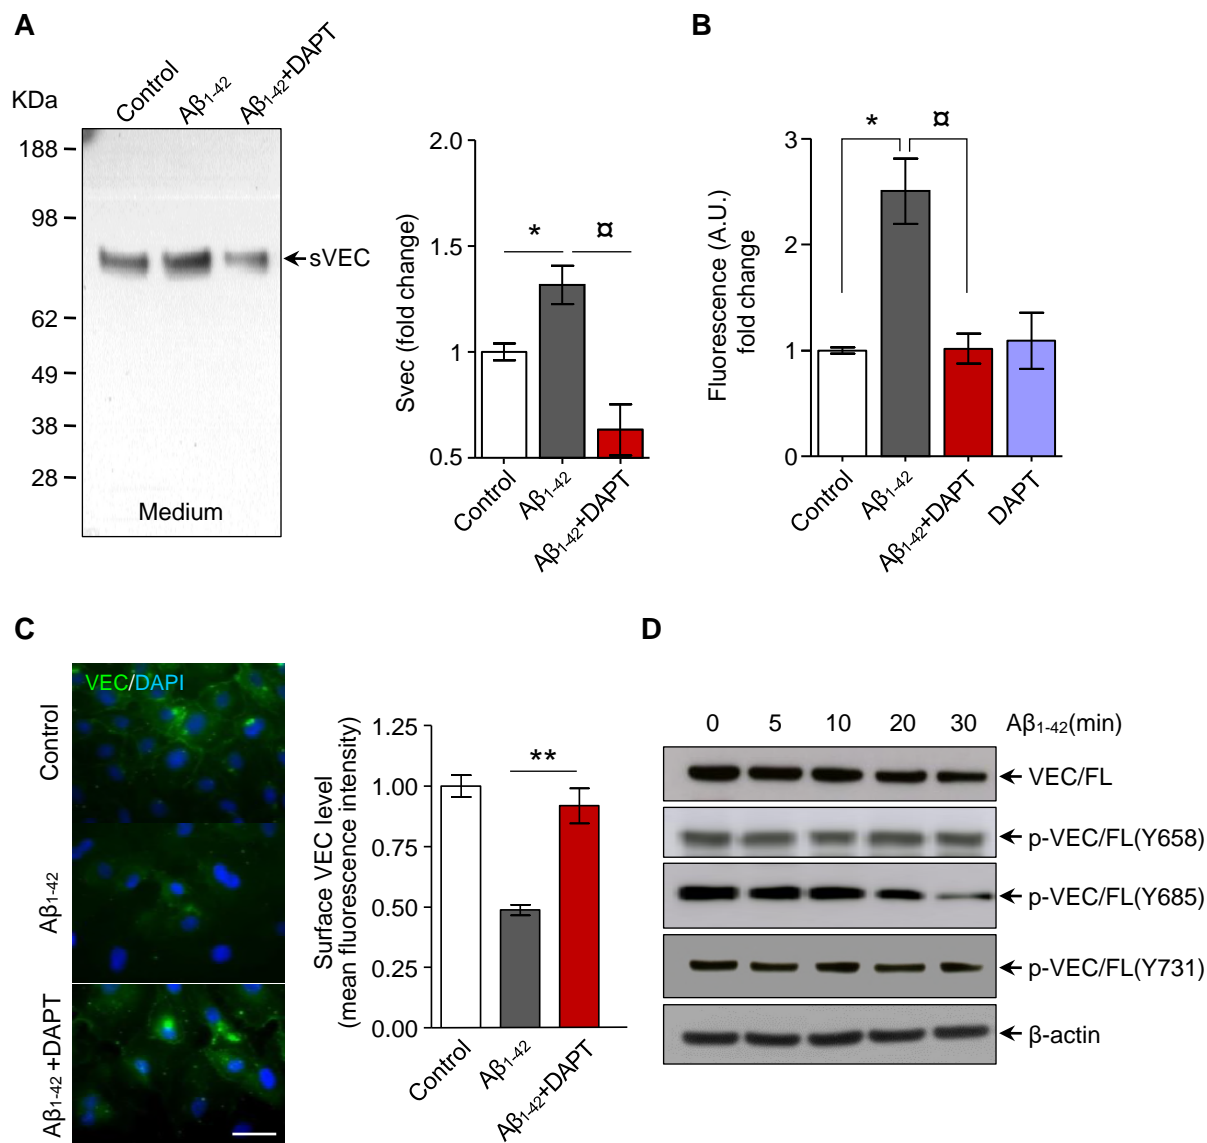 A
KDa
Control
Aβ1-42
Aβ1-42+DAPT
188
98
62
49
38
28
sVEC
Medium
Svec (fold change)
2.0
1.5
1
0.5
*
¤
Control
Aβ1-42
Aβ1-42+DAPT
B
Fluorescence (A.U.)
fold change
3
2
1
0
*
¤
Control
Aβ1-42
Aβ1-42+DAPT
DAPT
C
VEC/DAPI
Control
Aβ1-42
Aβ1-42 +DAPT
Surface VEC level
(mean fluorescence intensity)
1.25
1.00
0.75
0.50
0.25
0.00
**
Control
Aβ1-42
Aβ1-42+DAPT
D
0 5 10 20 30 Aβ1-42(min)
VEC/FL
p-VEC/FL(Y658)
p-VEC/FL(Y685)
p-VEC/FL(Y731)
β-actin